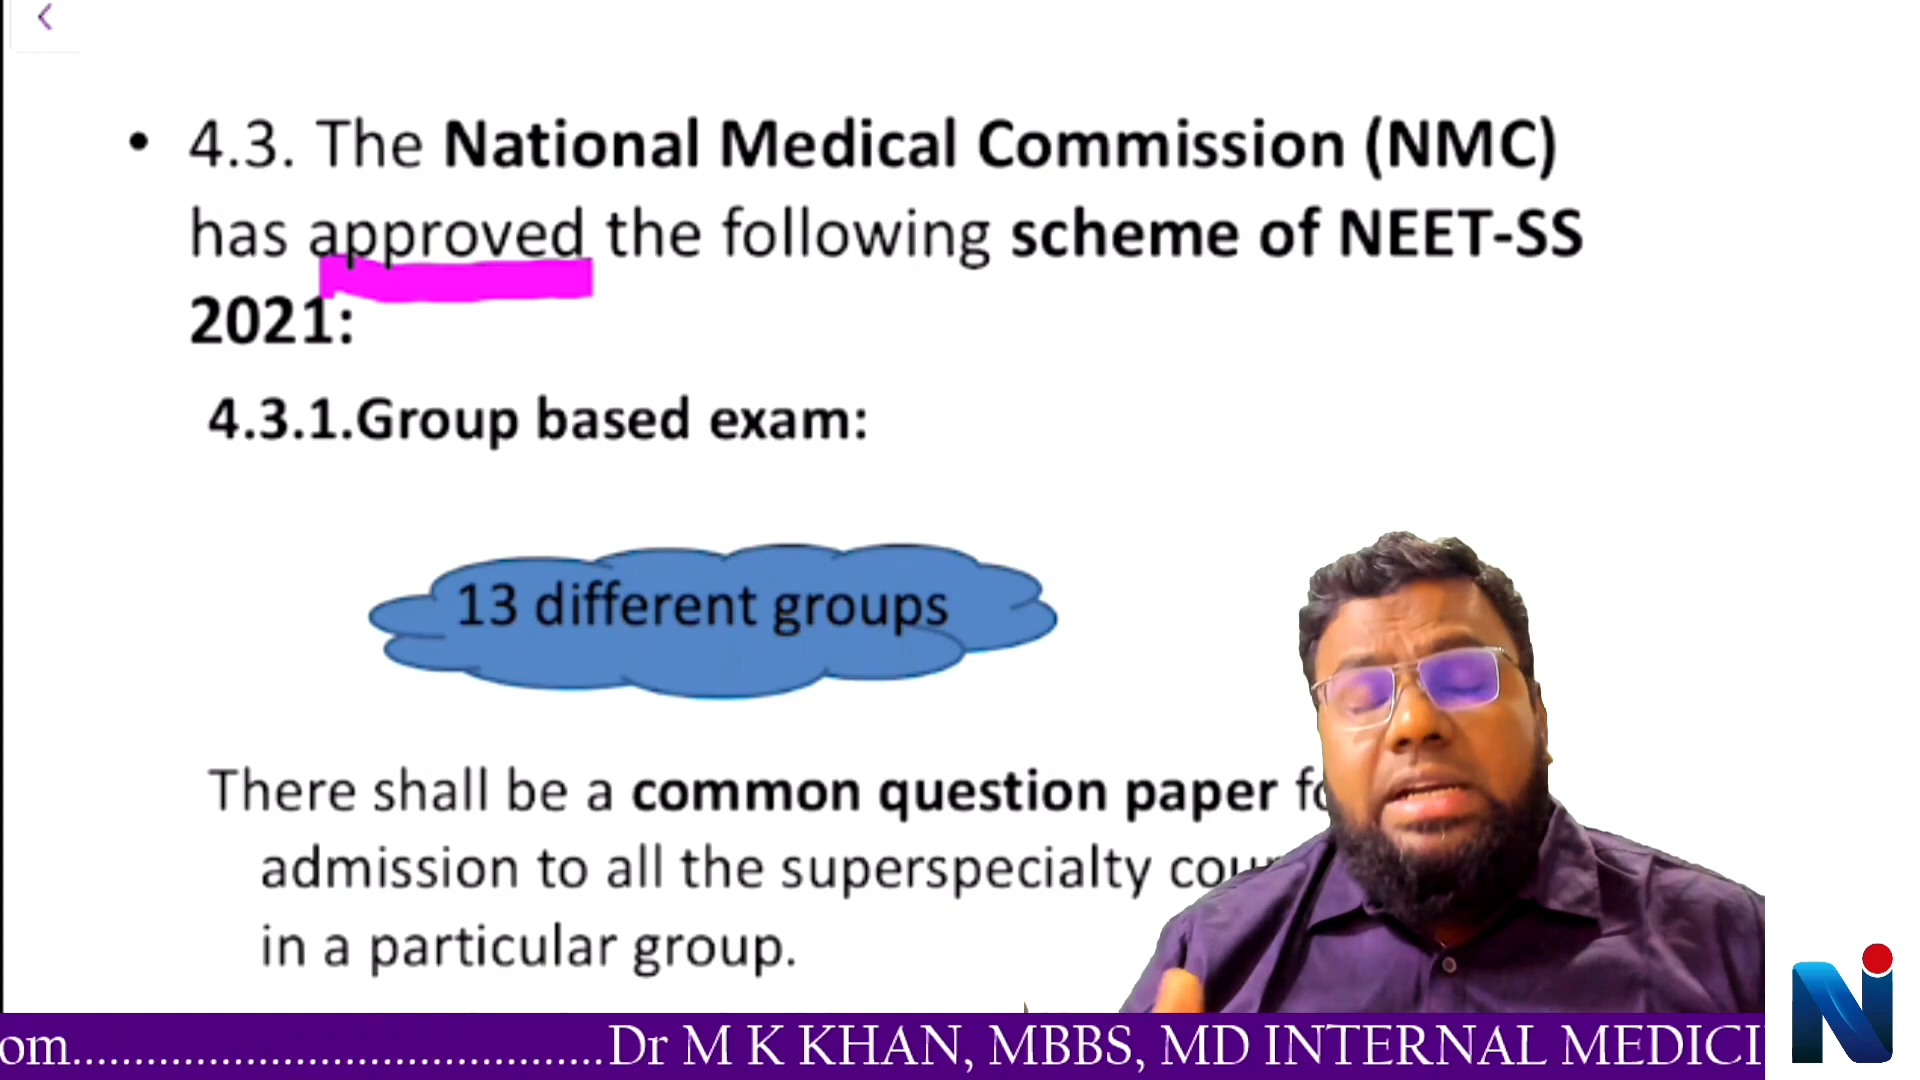 • 4.3. The National Medical Commission (NMC)
has approved the following scheme of NEET-SS
2021:
4.3.1.Group based exam:
13 different groups
There shall be a common question paper
admission to all the superspecialty
in a particular group.
om......................................Dr M K KHAN, MBBS, MD INTERNAL MEDICI